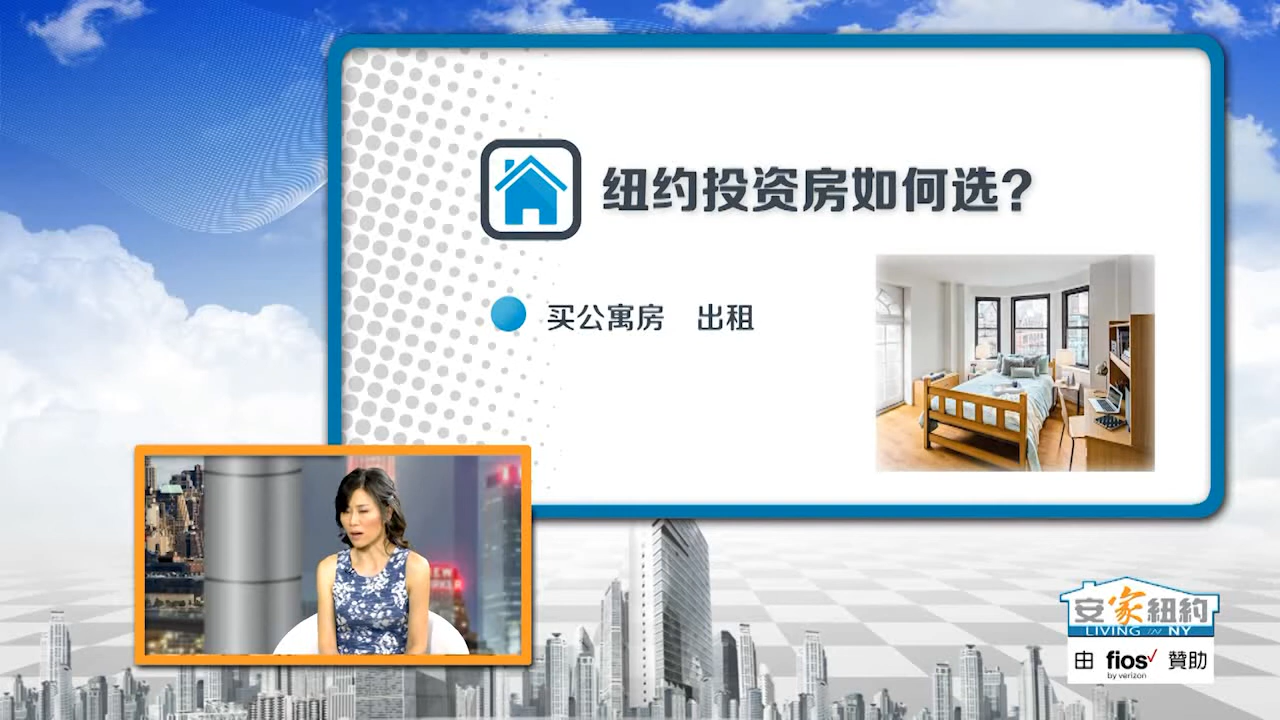 纽约投资房如何选?
买公寓房 出租
安家紐約
LIVING IN NY
由 fios 贊助
by verizon